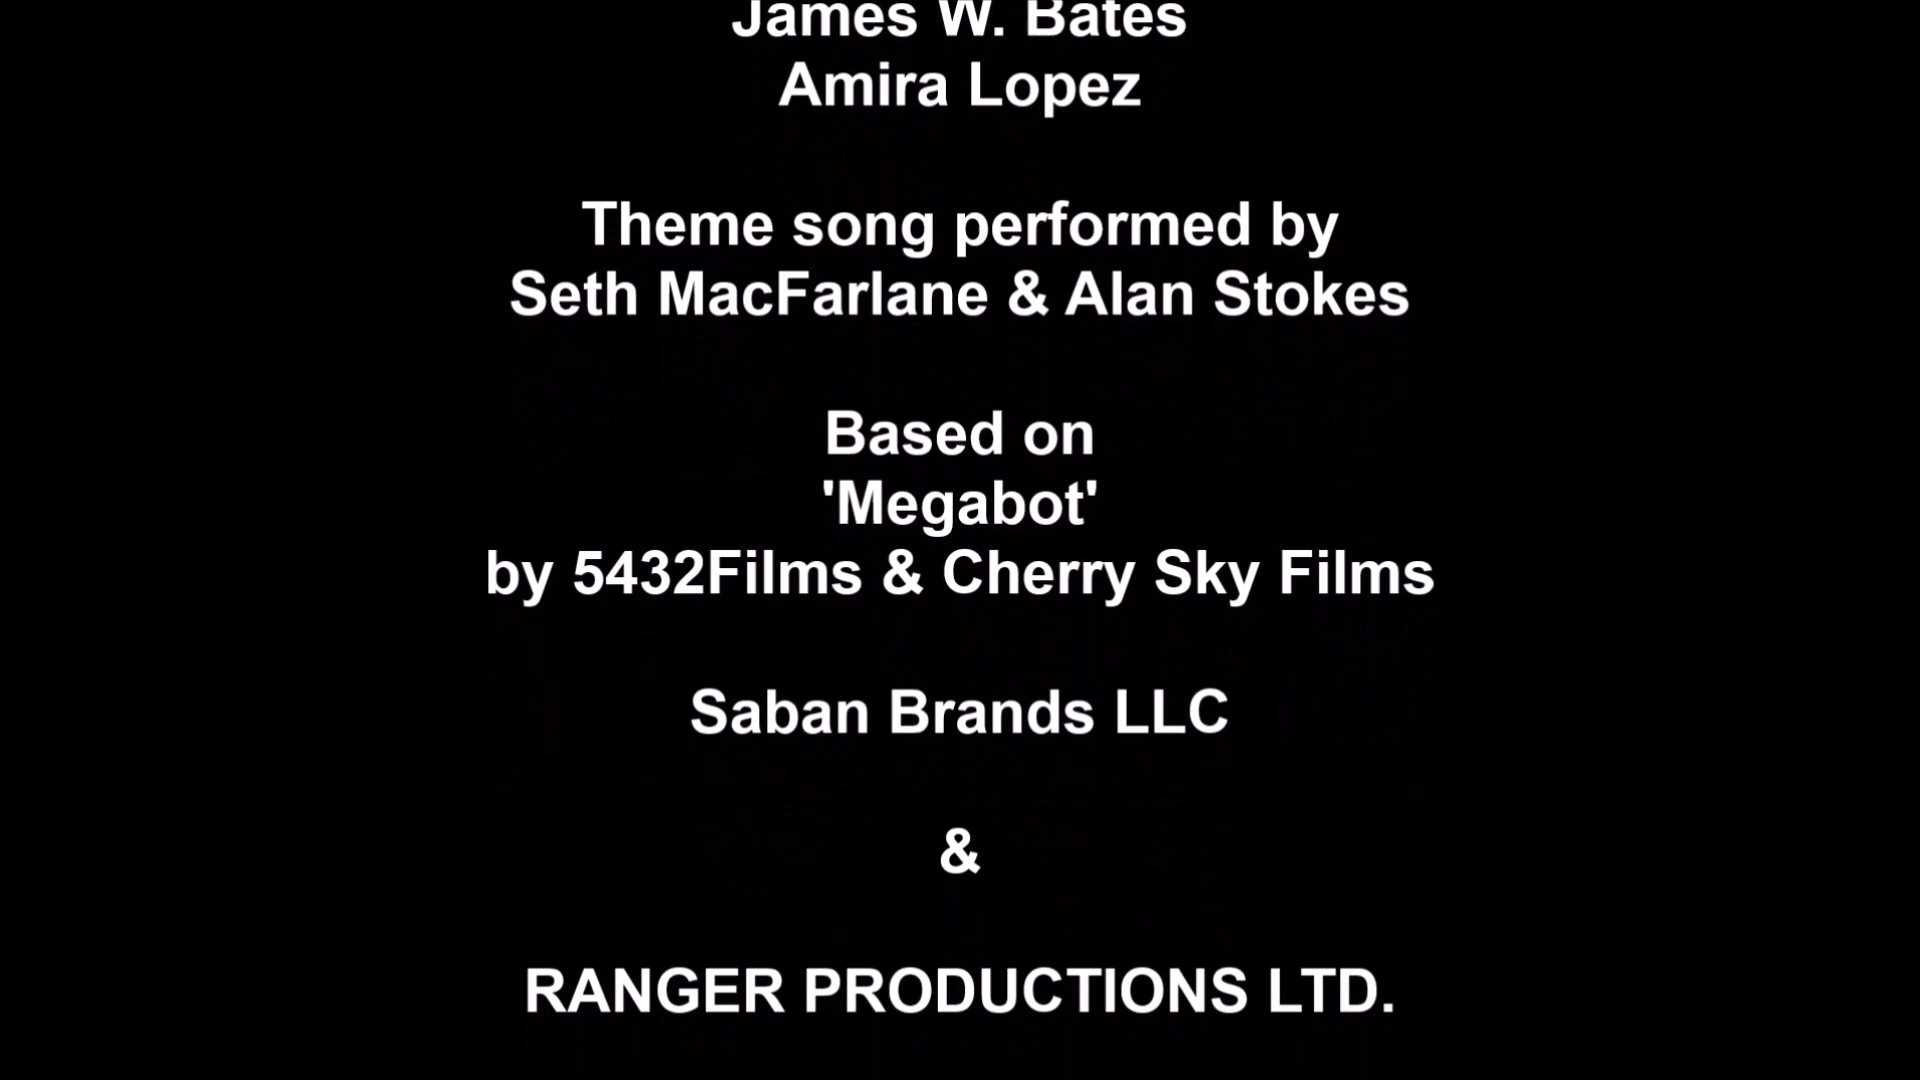 James W. Bates
Amira Lopez
Theme song performed by
Seth MacFarlane & Alan Stokes
Based on
'Megabot'
by 5432Films & Cherry Sky Films
Saban Brands LLC
&
RANGER PRODUCTIONS LTD.